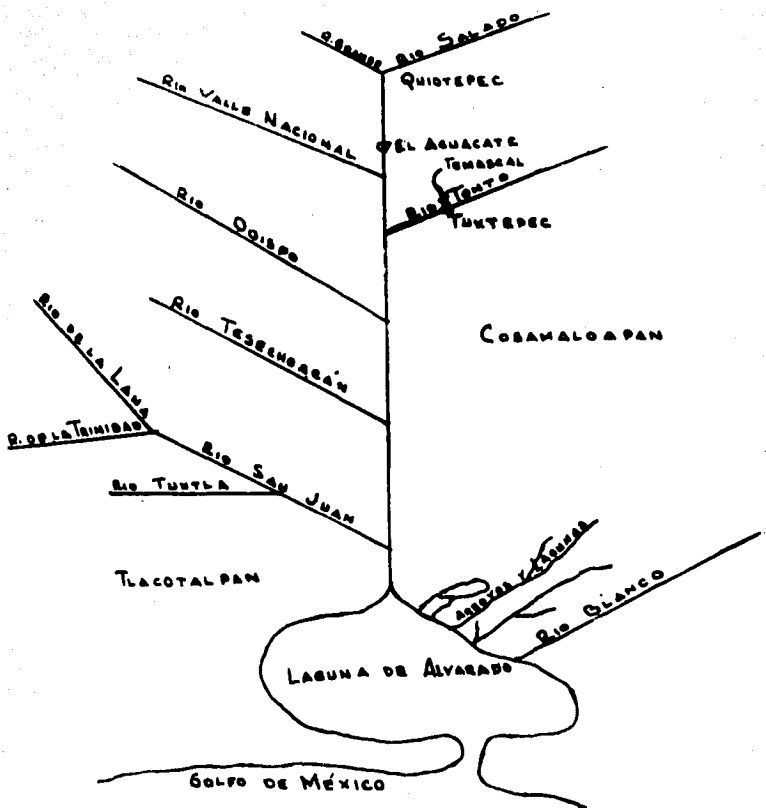 R. GRANDE
RIO SALADO
QUIOTEPEC
RIO VALLE NACIONAL
EL AGUACATE
TEMASCAL
RIO TONTO
TUXTEPEC
RIO OBISPO
RIO TESECHOACÁN
COSAMALOAPAN
RIO DE LA LANA
R. DE LA TRINIDAD
RIO SAN JUAN
RIO TUXTLA
TLACOTALPAN
ARROYOS Y LAGUNAS
RIO BLANCO
LAGUNA DE ALVARADO
GOLFO DE MÉXICO